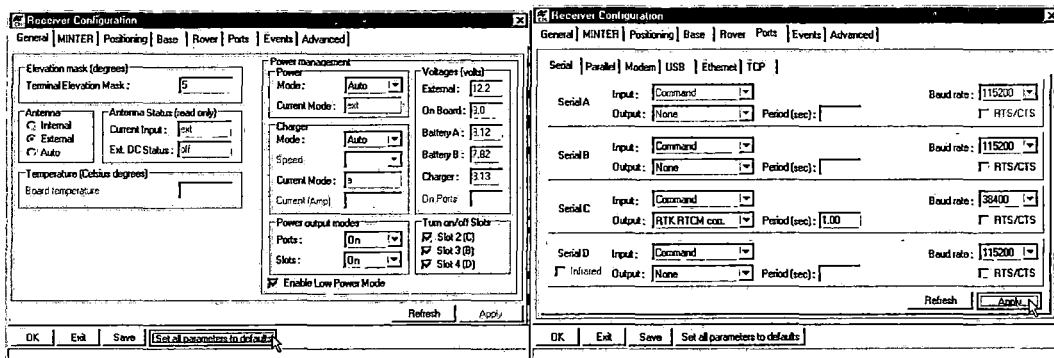 Receiver Configuration
General MINTER Positioning Base Rover Ports Events Advanced
Elevation mask (degrees)
Terminal Elevation Mask : 5
Antenna
Internal
External
Auto
Antenna Status (read only)
Current Input : ext
Ext. DC Status : off
Temperature (Celsius degrees)
Board temperature
Power management
Power
Mode : Auto
Current Mode : ext
Charger
Mode : Auto
Speed
Current Mode :
Current (Amp)
Power output modes
Ports : On
Slots : On
Enable Low Power Mode
Voltages (volts)
External : 12.2
On Board :
Battery A :
Battery B : 7.82
Charger :
On Ports
Turn on/off Slots
Slot 2 (C)
Slot 3 (B)
Slot 4 (D)
Refresh Apply
OK Exit Save Set all parameters to defaults
Receiver Configuration
General MINTER Positioning Base Rover Ports Events Advanced
Serial Parallel Modem USB Ethernet TCP
Serial A Input : Command Baud rate : 115200
Output : None Period (sec) : RTS/CTS
Serial B Input : Command Baud rate : 115200
Output : None Period (sec) : RTS/CTS
Serial C Input : Command Baud rate : 38400
Output : RTK RTCM cor. Period (sec) : 1.00 RTS/CTS
Serial D Input : Command Baud rate : 115200
Infrared Output : None Period (sec) : RTS/CTS
Refresh Apply
OK Exit Save Set all parameters to defaults